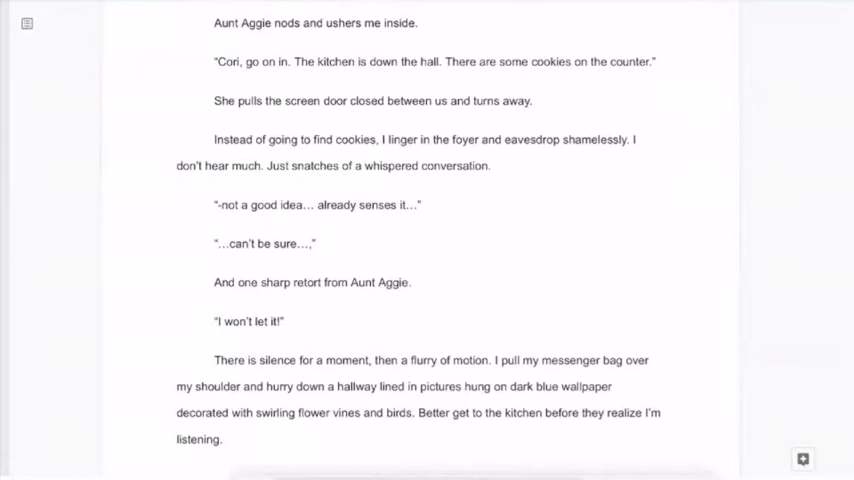 Aunt Aggie nods and ushers me inside.
“Cori, go on in. The kitchen is down the hall. There are some cookies on the counter.”
She pulls the screen door closed between us and turns away.
Instead of going to find cookies, I linger in the foyer and eavesdrop shamelessly. I
don’t hear much. Just snatches of a whispered conversation.
“-not a good idea… already senses it…”
“…can’t be sure…,”
And one sharp retort from Aunt Aggie.
“I won’t let it!”
There is silence for a moment, then a flurry of motion. I pull my messenger bag over
my shoulder and hurry down a hallway lined in pictures hung on dark blue wallpaper
decorated with swirling flower vines and birds. Better get to the kitchen before they realize I’m
listening.